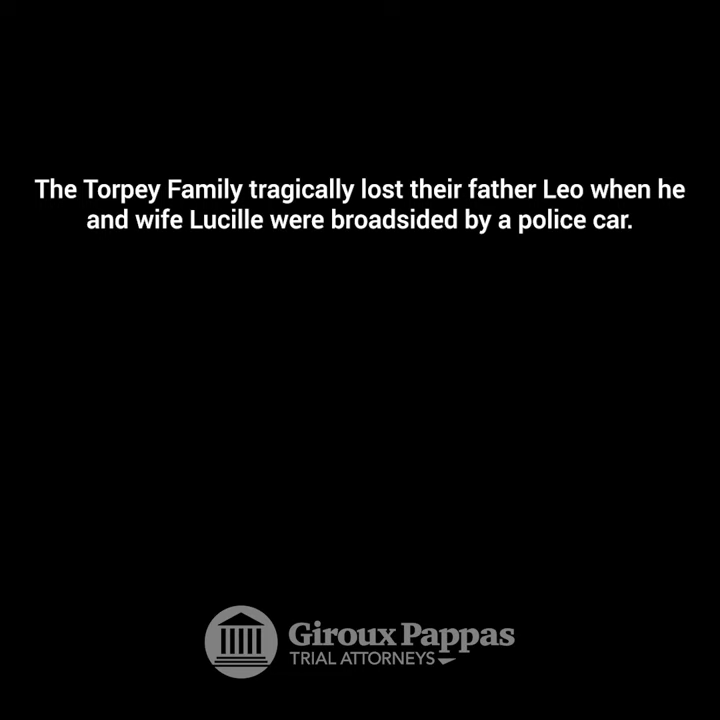 The Torpey Family tragically lost their father Leo when he
and wife Lucille were broadsided by a police car.
Giroux Pappas
TRIAL ATTORNEYS